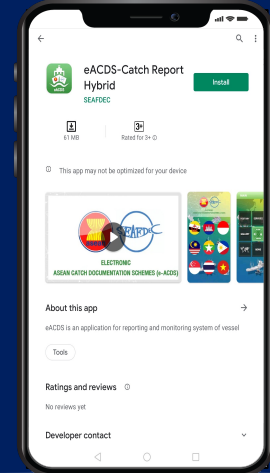 eACDS-Catch Report
Hybrid
SEAFDEC
Install
eACDS
61 MB
3+
Rated for 3+
This app may not be optimized for your device
SEAFDEC
ELECTRONIC
ASEAN CATCH DOCUMENTATION SCHEMES (e-ACDS)
About this app
eACDS is an application for reporting and monitoring system of vessel
Tools
Ratings and reviews
No reviews yet
Developer contact